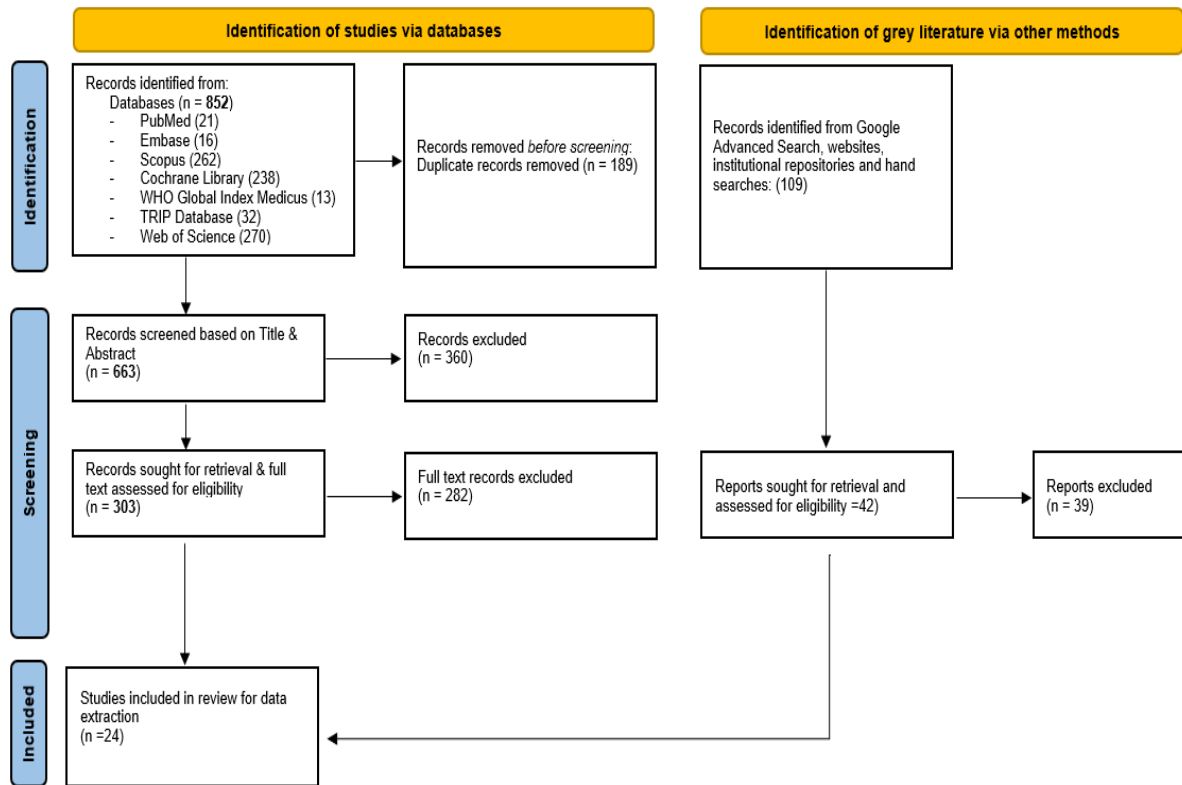 Identification of studies via databases
Identification of grey literature via other methods
Identification
Records identified from:
Databases (n = 852)
- PubMed (21)
- Embase (16)
- Scopus (262)
- Cochrane Library (238)
- WHO Global Index Medicus (13)
- TRIP Database (32)
- Web of Science (270)
Records removed before screening:
Duplicate records removed (n = 189)
Records identified from Google
Advanced Search, websites,
institutional repositories and hand
searches: (109)
Screening
Records screened based on Title &
Abstract
(n = 663)
Records excluded
(n = 360)
Records sought for retrieval & full
text assessed for eligibility
(n = 303)
Full text records excluded
(n = 282)
Reports sought for retrieval and
assessed for eligibility =42)
Reports excluded
(n = 39)
Included
Studies included in review for data
extraction
(n =24)